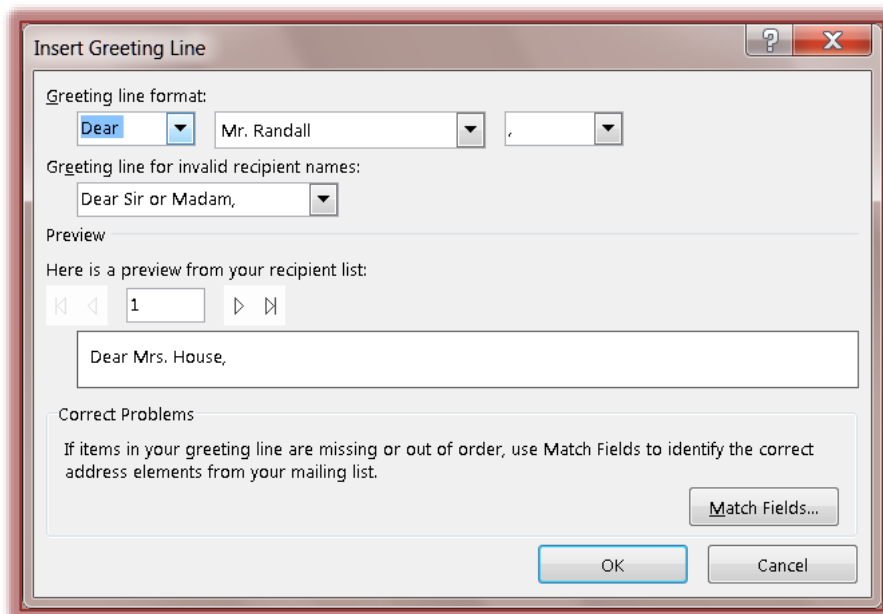 Insert Greeting Line
Greeting line format:
Dear Mr. Randall ,
Greeting line for invalid recipient names:
Dear Sir or Madam,
Preview
Here is a preview from your recipient list:
1
Dear Mrs. House,
Correct Problems
If items in your greeting line are missing or out of order, use Match Fields to identify the correct
address elements from your mailing list.
Match Fields...
OK Cancel